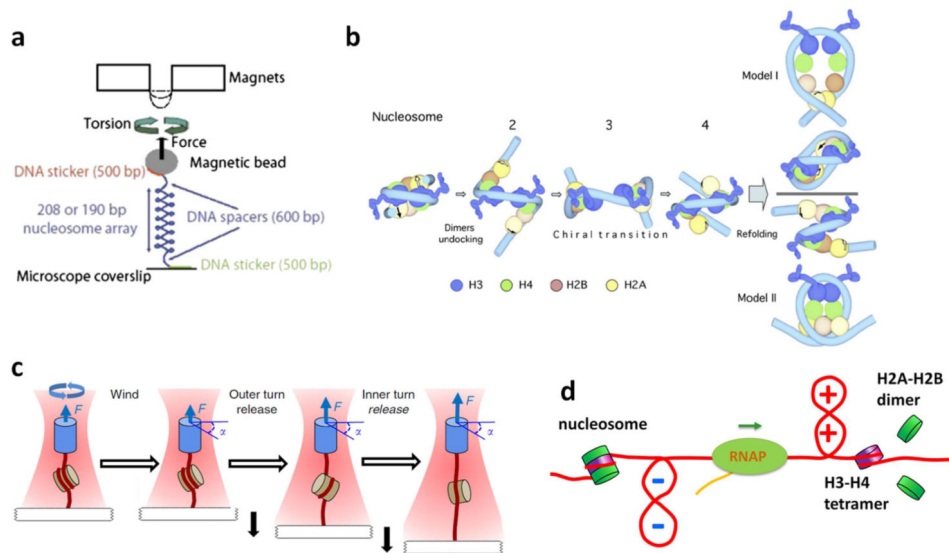 a
Magnets
Torsion
Force
Magnetic bead
DNA sticker (500 bp)
208 or 190 bp
nucleosome array
DNA spacers (600 bp)
DNA sticker (500 bp)
Microscope coverslip
b
Nucleosome
2
3
4
Dimers
undocking
Chiral transition
Refolding
Model I
Model II
H3
H4
H2B
H2A
c
Wind
Outer turn
release
Inner turn
release
F
α
F
α
F
α
F
d
nucleosome
RNAP
+
+
-
-
H2A-H2B
dimer
H3-H4
tetramer